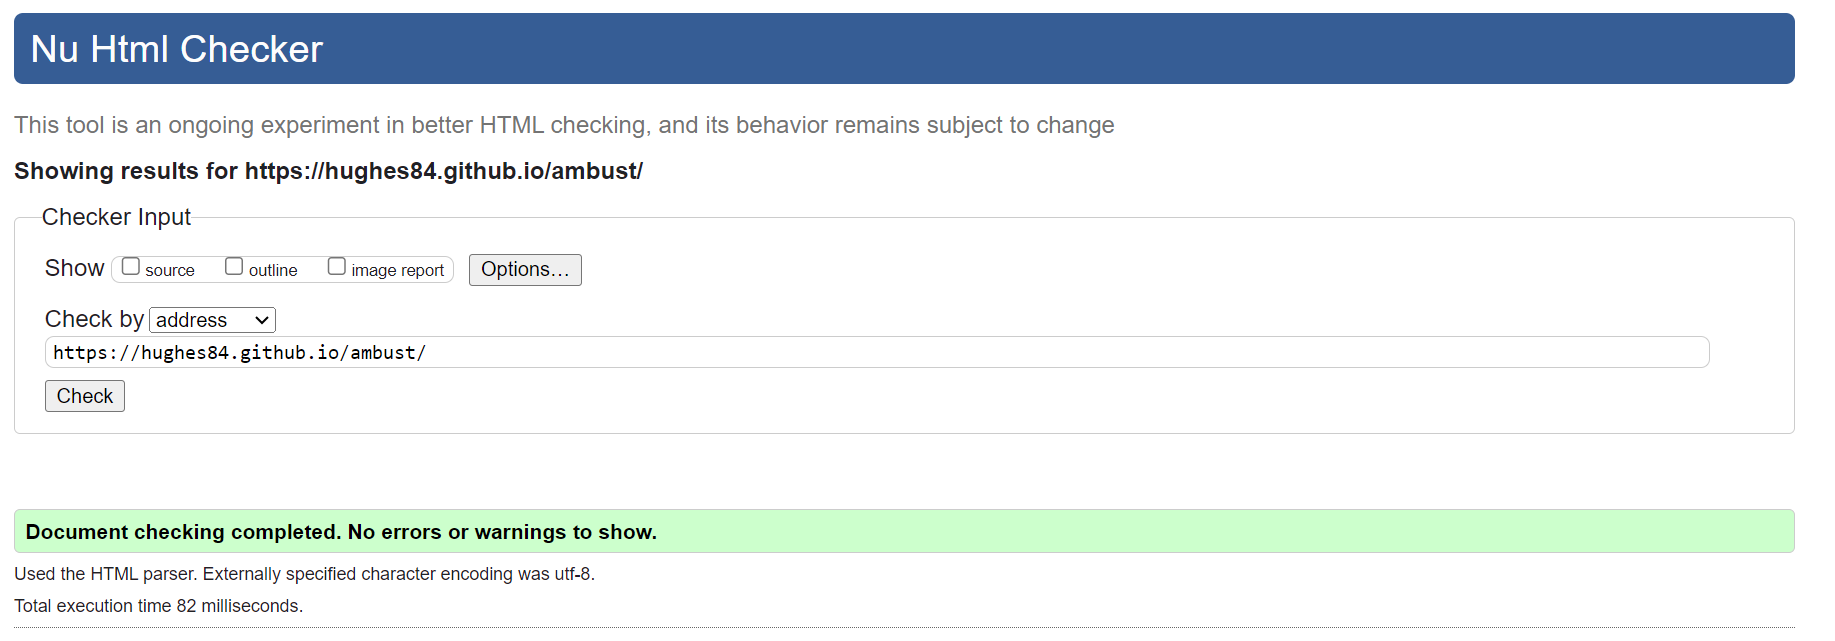 Nu Html Checker
This tool is an ongoing experiment in better HTML checking, and its behavior remains subject to change
Showing results for https://hughes84.github.io/ambust/
Checker Input
Show source outline image report Options...
Check by address
https://hughes84.github.io/ambust/
Check
Document checking completed. No errors or warnings to show.
Used the HTML parser. Externally specified character encoding was utf-8.
Total execution time 82 milliseconds.